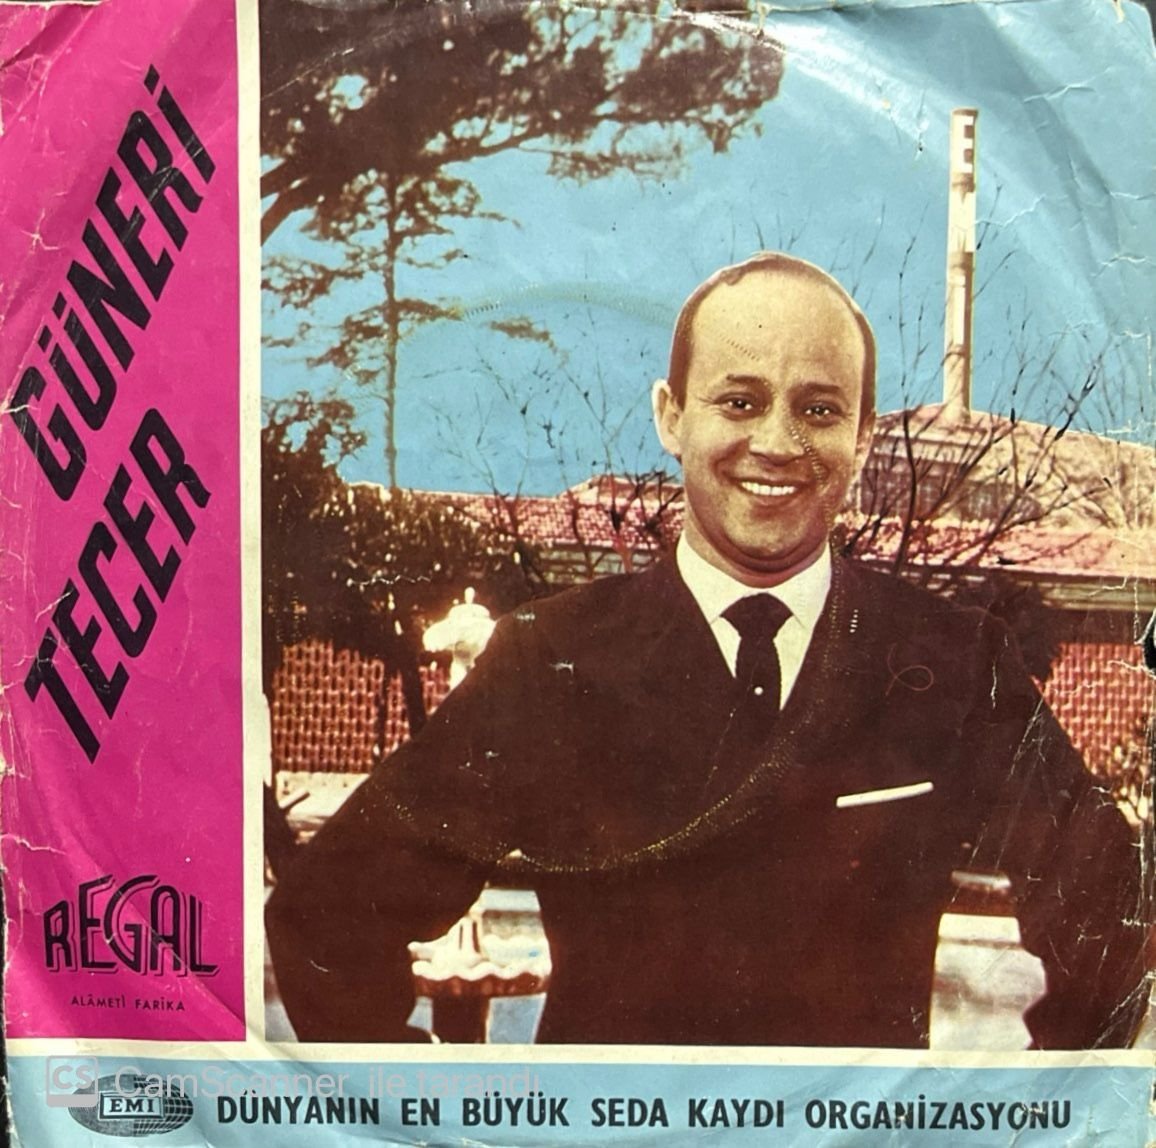 GÜNERİ
TECER
REGAL
ALÂMETİ FARİKA
CS CamScanner ile tarandı
EMI
DÜNYANIN EN BÜYÜK SEDA KAYDI ORGANİZASYONU